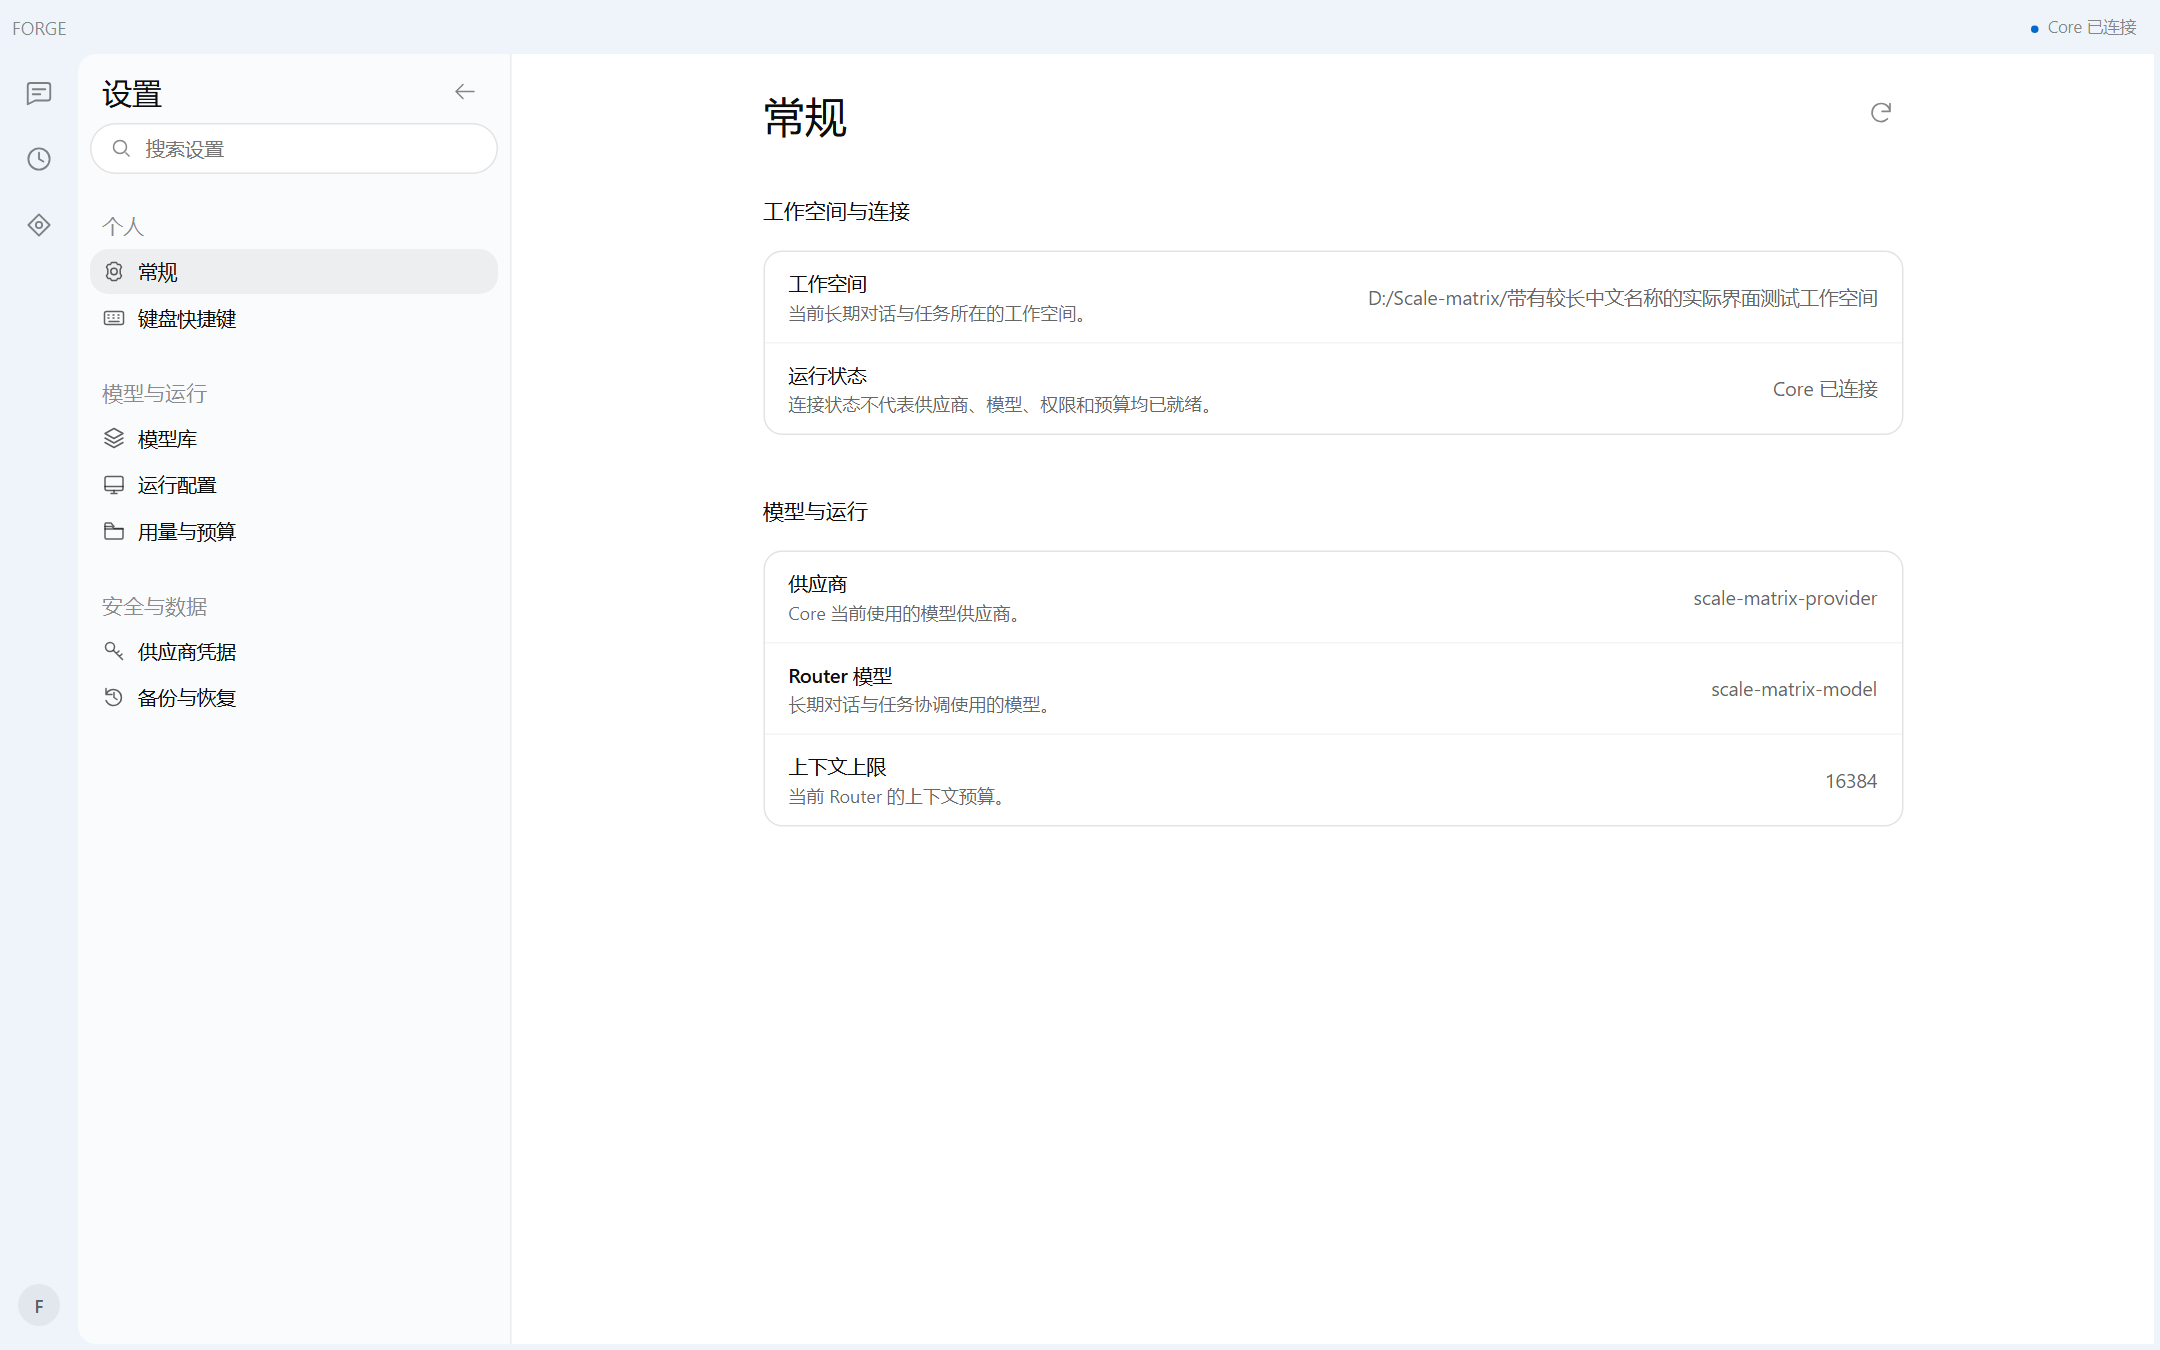 FORGE
Core 已连接
设置
搜索设置
个人
常规
键盘快捷键
模型与运行
模型库
运行配置
用量与预算
安全与数据
供应商凭据
备份与恢复
F
常规
工作空间与连接
工作空间
当前长期对话与任务所在的工作空间。
D:/Scale-matrix/带有较长中文名称的实际界面测试工作空间
运行状态
连接状态不代表供应商、模型、权限和预算均已就绪。
Core 已连接
模型与运行
供应商
Core 当前使用的模型供应商。
scale-matrix-provider
Router 模型
长期对话与任务协调使用的模型。
scale-matrix-model
上下文上限
当前 Router 的上下文预算。
16384